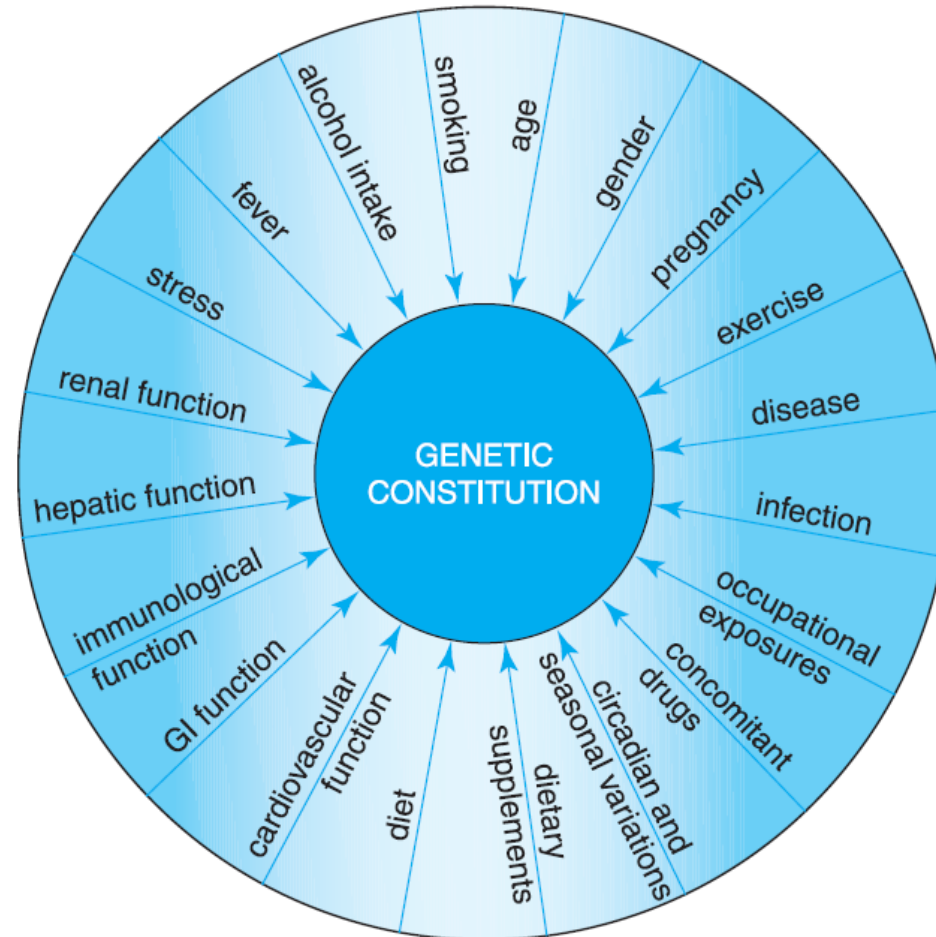 smoking
age
gender
pregnancy
exercise
disease
infection
occupational
exposures
concomitant
drugs
circadian and
seasonal variations
dietary
supplements
diet
cardiovascular
function
GI function
immunological
function
hepatic function
renal function
stress
fever
alcohol intake
GENETIC
CONSTITUTION